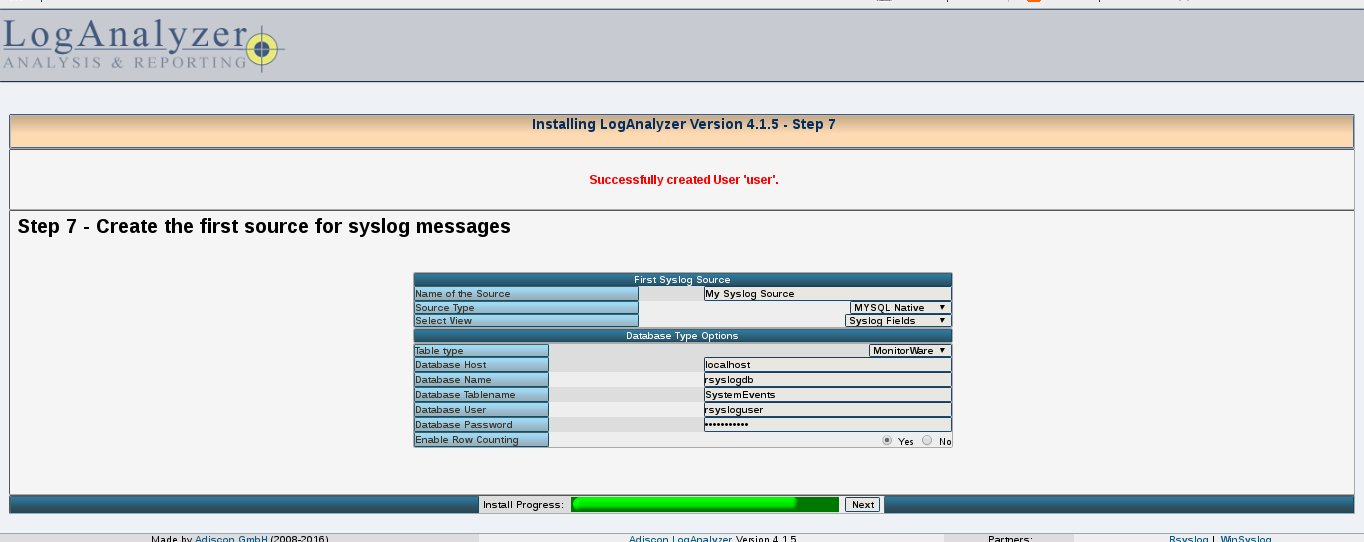 LogAnalyzer
ANALYSIS & REPORTING
Installing LogAnalyzer Version 4.1.5 - Step 7
Successfully created User 'user'.
Step 7 - Create the first source for syslog messages
First Syslog Source
Name of the Source My Syslog Source
Source Type MYSQL Native
Select View Syslog Fields
Database Type Options
Table type MonitorWare
Database Host localhost
Database Name rsyslogdb
Database Tablename SystemEvents
Database User rsysloguser
Database Password •••••••••••
Enable Row Counting Yes No
Install Progress: Next
Made by Adiscon GmbH (2008-2016) Adiscon LogAnalyzer Version 4.1.5 Partners: Rsyslog | WinSyslog